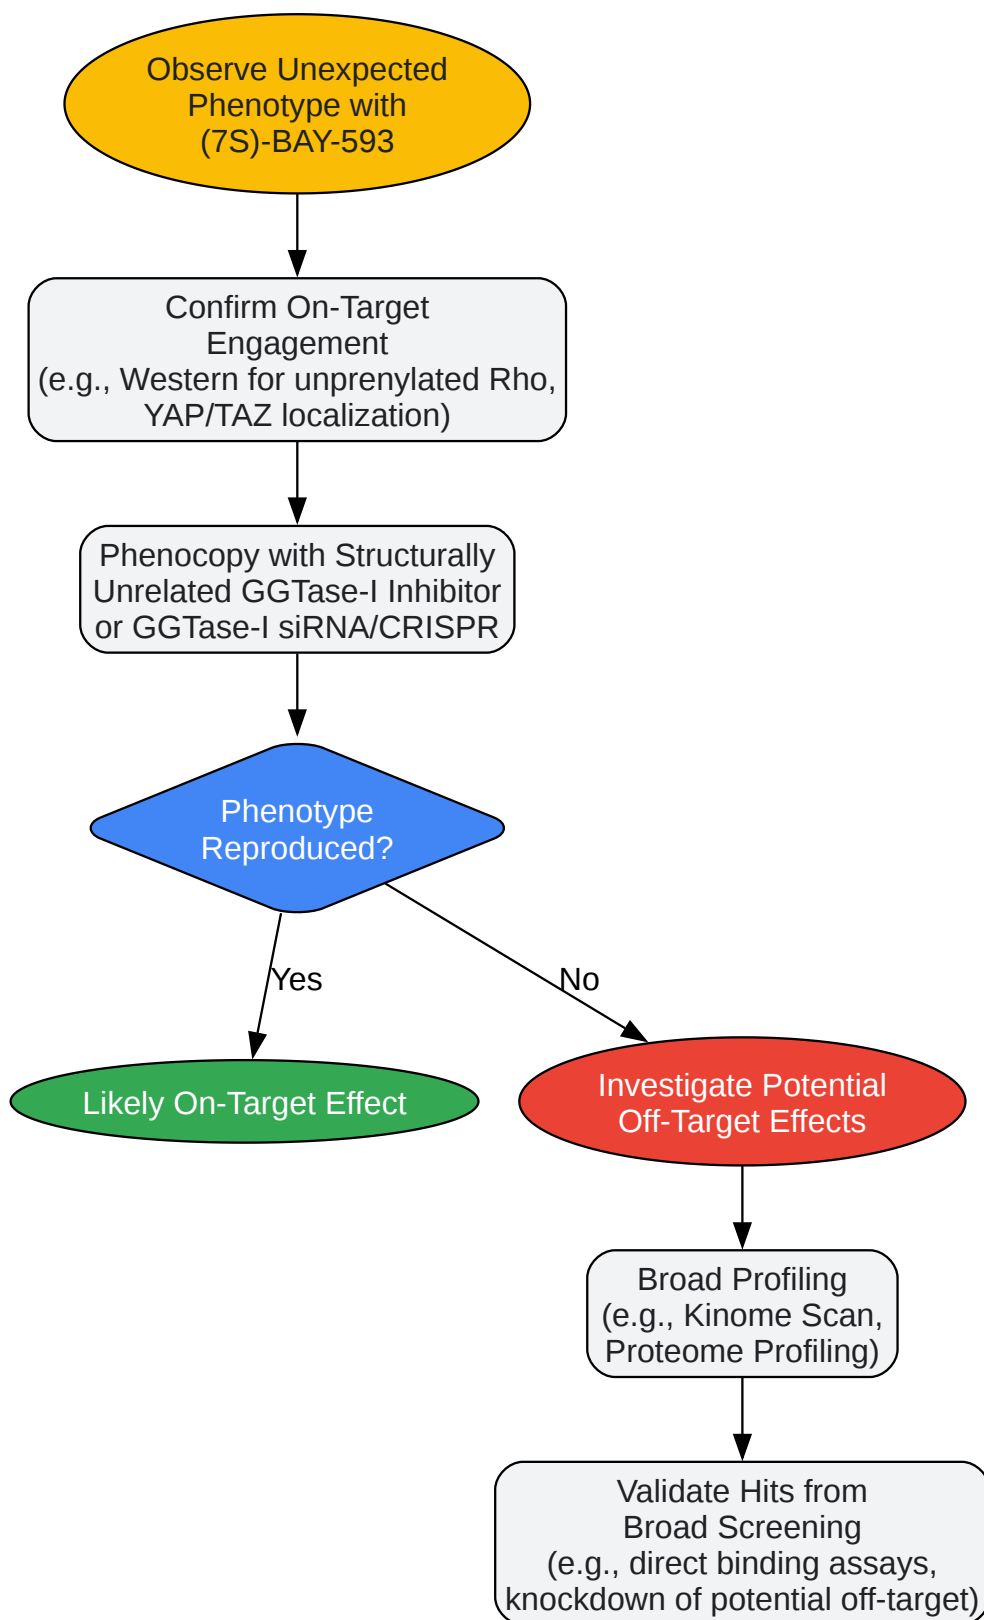 Observe Unexpected
Phenotype with
(7S)-BAY-593
Confirm On-Target
Engagement
(e.g., Western for unprenylated Rho,
YAP/TAZ localization)
Phenocopy with Structurally
Unrelated GGTase-I Inhibitor
or GGTase-I siRNA/CRISPR
Phenotype
Reproduced?
Yes
No
Likely On-Target Effect
Investigate Potential
Off-Target Effects
Broad Profiling
(e.g., Kinome Scan,
Proteome Profiling)
Validate Hits from
Broad Screening
(e.g., direct binding assays,
knockdown of potential off-target)